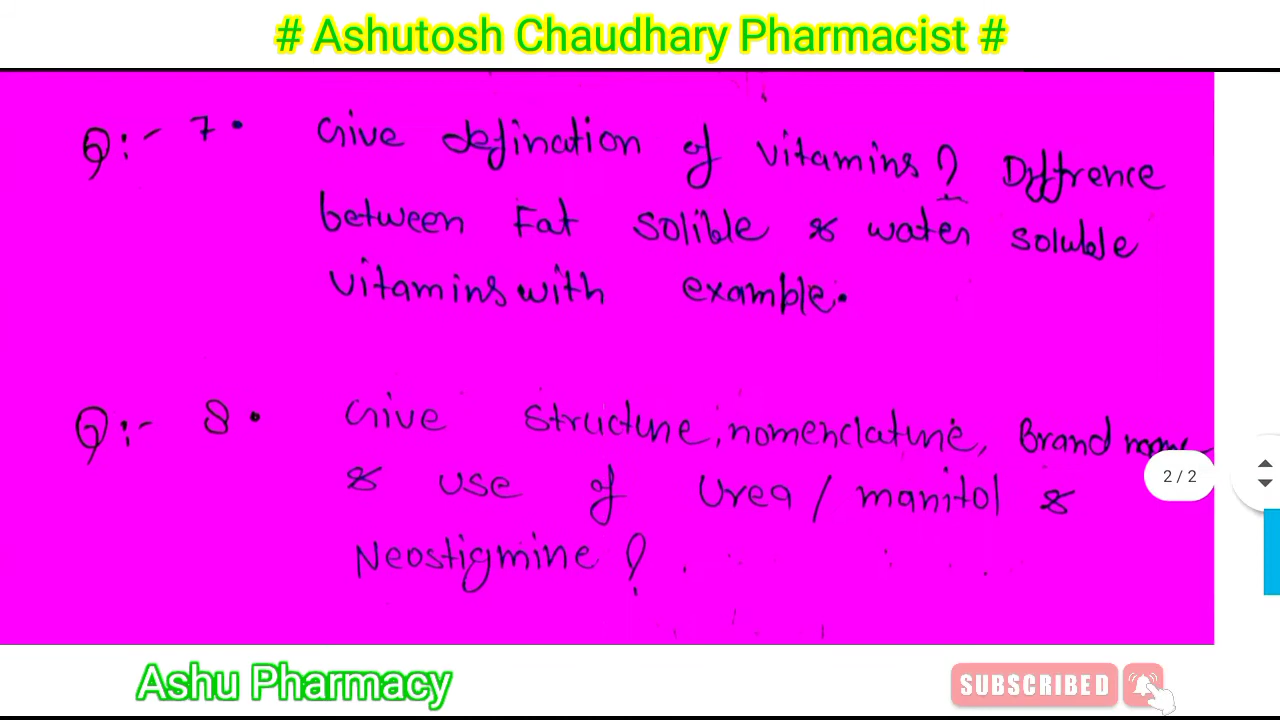 # Ashutosh Chaudhary Pharmacist #
Q:- 7. Give defination of vitamins? Diffrence
between Fat solible & water soluble
vitamins with examble.
Q:- 8. Give structure, nomenclature, Brand name
2/2
& use of Urea/manitol &
Neostigmine?
Ashu Pharmacy
SUBSCRIBED